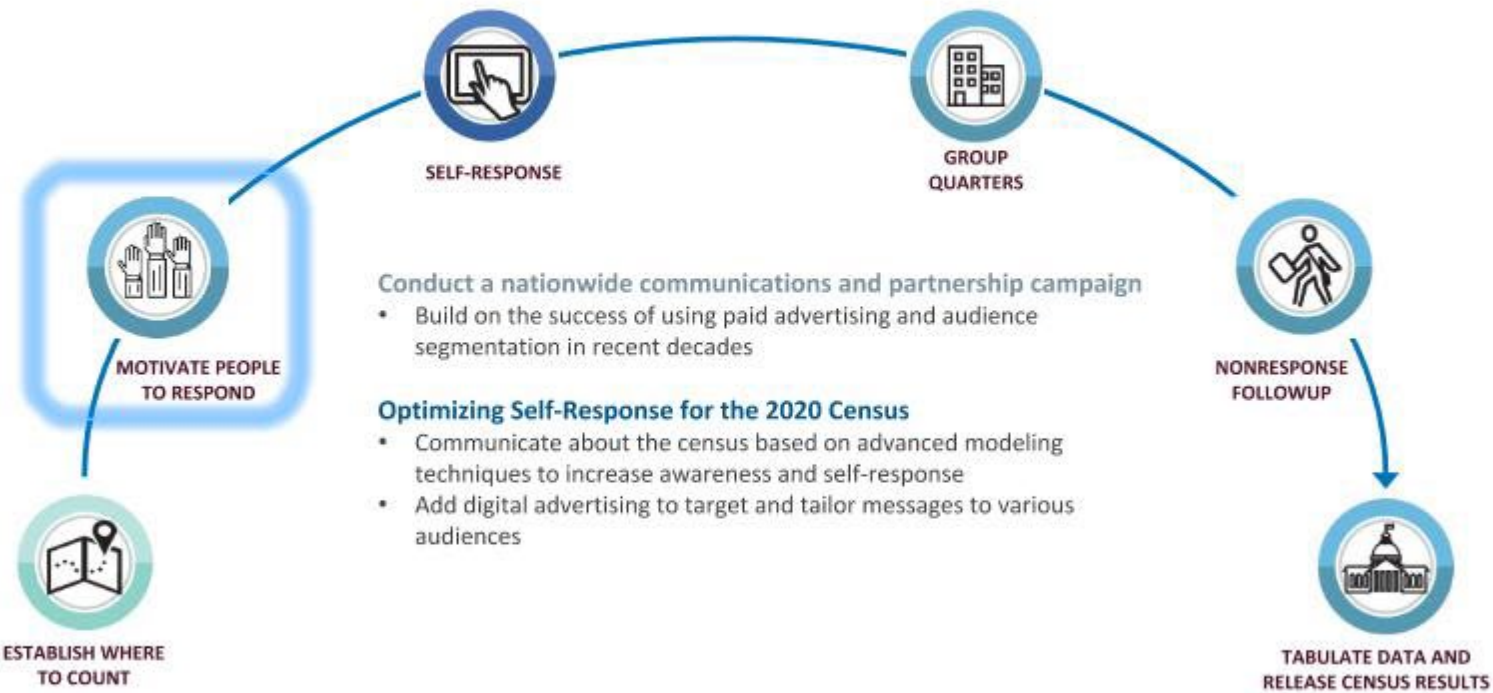 SELF-RESPONSE
GROUP
QUARTERS
MOTIVATE PEOPLE
TO RESPOND
Conduct a nationwide communications and partnership campaign
• Build on the success of using paid advertising and audience
segmentation in recent decades
Optimizing Self-Response for the 2020 Census
• Communicate about the census based on advanced modeling
techniques to increase awareness and self-response
• Add digital advertising to target and tailor messages to various
audiences
NONRESPONSE
FOLLOWUP
ESTABLISH WHERE
TO COUNT
TABULATE DATA AND
RELEASE CENSUS RESULTS